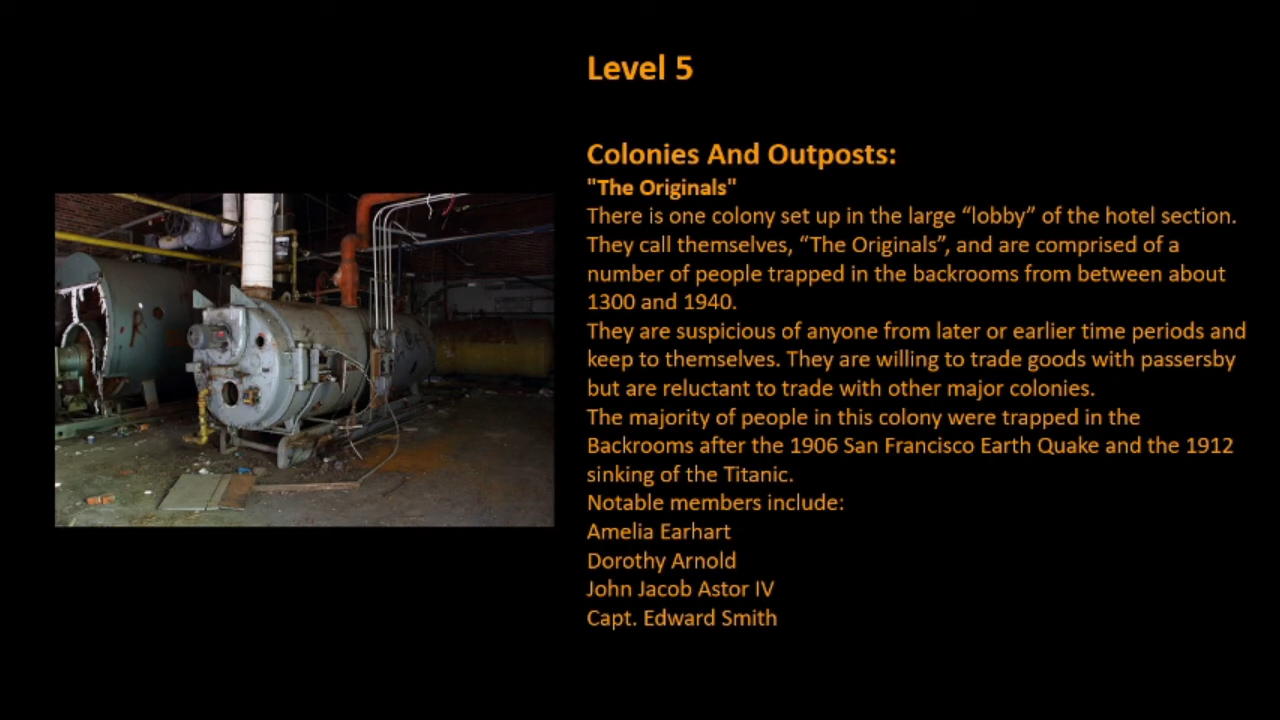 Level 5
Colonies And Outposts:
"The Originals"
There is one colony set up in the large “lobby” of the hotel section.
They call themselves, “The Originals”, and are comprised of a
number of people trapped in the backrooms from between about
1300 and 1940.
They are suspicious of anyone from later or earlier time periods and
keep to themselves. They are willing to trade goods with passersby
but are reluctant to trade with other major colonies.
The majority of people in this colony were trapped in the
Backrooms after the 1906 San Francisco Earth Quake and the 1912
sinking of the Titanic.
Notable members include:
Amelia Earhart
Dorothy Arnold
John Jacob Astor IV
Capt. Edward Smith